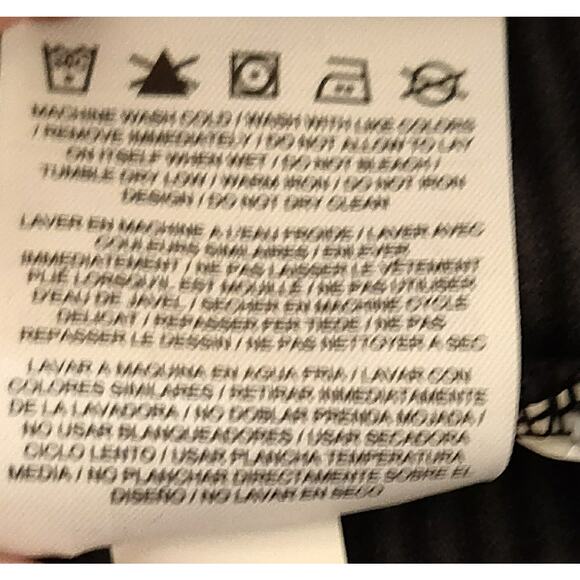 MACHINE WASH COLD / WASH WITH LIKE COLORS
/ REMOVE IMMEDIATELY / DO NOT ALLOW TO LAY
ON ITSELF WHEN WET / DO NOT BLEACH /
TUMBLE DRY LOW / WARM IRON / DO NOT IRON
DESIGN / DO NOT DRY CLEAN
LAVER EN MACHINE A L'EAU FROIDE / LAVER AVEC
COULEURS SIMILAIRES / ENLEVER
IMMEDIATEMENT / NE PAS LAISSER LE VETEMENT
PLIÉ LORSQU'IL EST MOUILLÉ / NE PAS UTILISER
D'EAU DE JAVEL / SECHER EN MACHINE CYCLE
DELICAT / REPASSER FER TIEDE / NE PAS
REPASSER LE DESSIN / NE PAS NETTOYER A SEC
LAVAR A MAQUINA EN AGUA FRIA / LAVAR CON
COLORES SIMILARES / RETIRAR INMEDIATAMENTE
DE LA LAVADORA / NO DOBLAR PRENDA MOJADA /
NO USAR BLANQUEADORES / USAR SECADORA
CICLO LENTO / USAR PLANCHA TEMPERATURA
MEDIA / NO PLANCHAR DIRECTAMENTE SOBRE EL
DISEÑO / NO LAVAR EN SECO